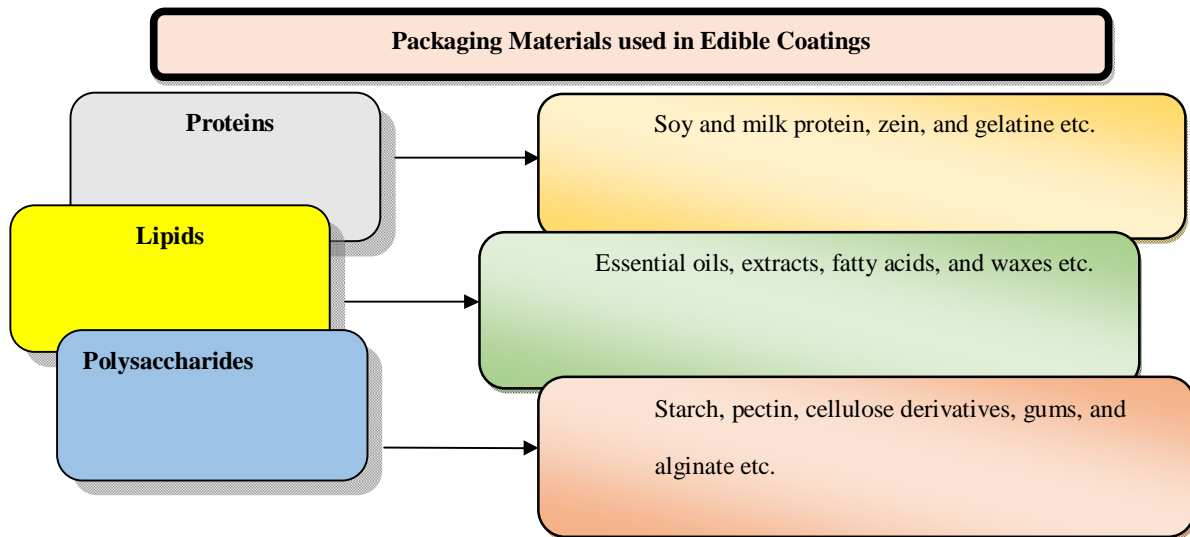 Packaging Materials used in Edible Coatings
Proteins
Soy and milk protein, zein, and gelatine etc.
Lipids
Essential oils, extracts, fatty acids, and waxes etc.
Polysaccharides
Starch, pectin, cellulose derivatives, gums, and
alginate etc.